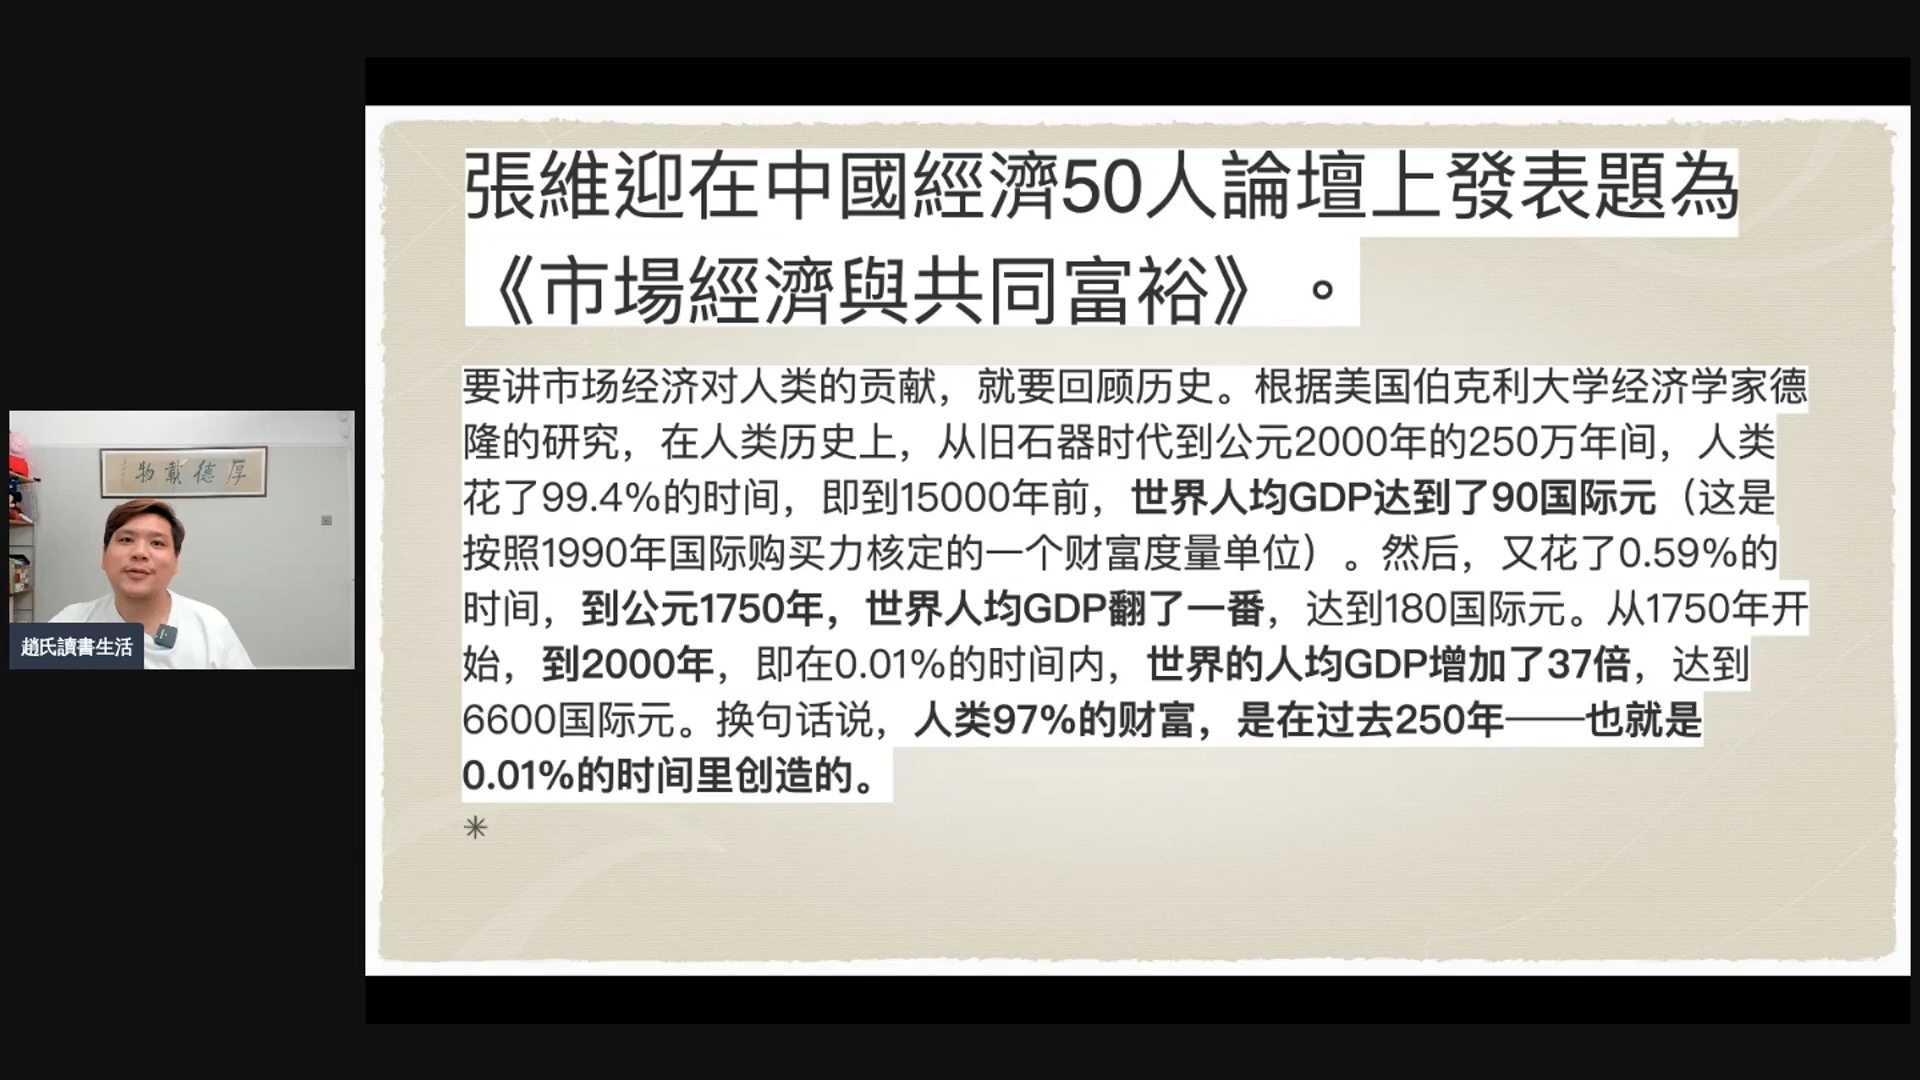 張維迎在中國經濟50人論壇上發表題為
《市場經濟與共同富裕》。
要讲市场经济对人类的贡献，就要回顾历史。根据美国伯克利大学经济学家德
隆的研究，在人类历史上，从旧石器时代到公元2000年的250万年间，人类
花了99.4%的时间，即到15000年前，世界人均GDP达到了90国际元（这是
按照1990年国际购买力核定的一个财富度量单位）。然后，又花了0.59%的
时间，到公元1750年，世界人均GDP翻了一番，达到180国际元。从1750年开
始，到2000年，即在0.01%的时间内，世界的人均GDP增加了37倍，达到
6600国际元。换句话说，人类97%的财富，是在过去250年——也就是
0.01%的时间里创造的。
物載德厚
趙氏讀書生活